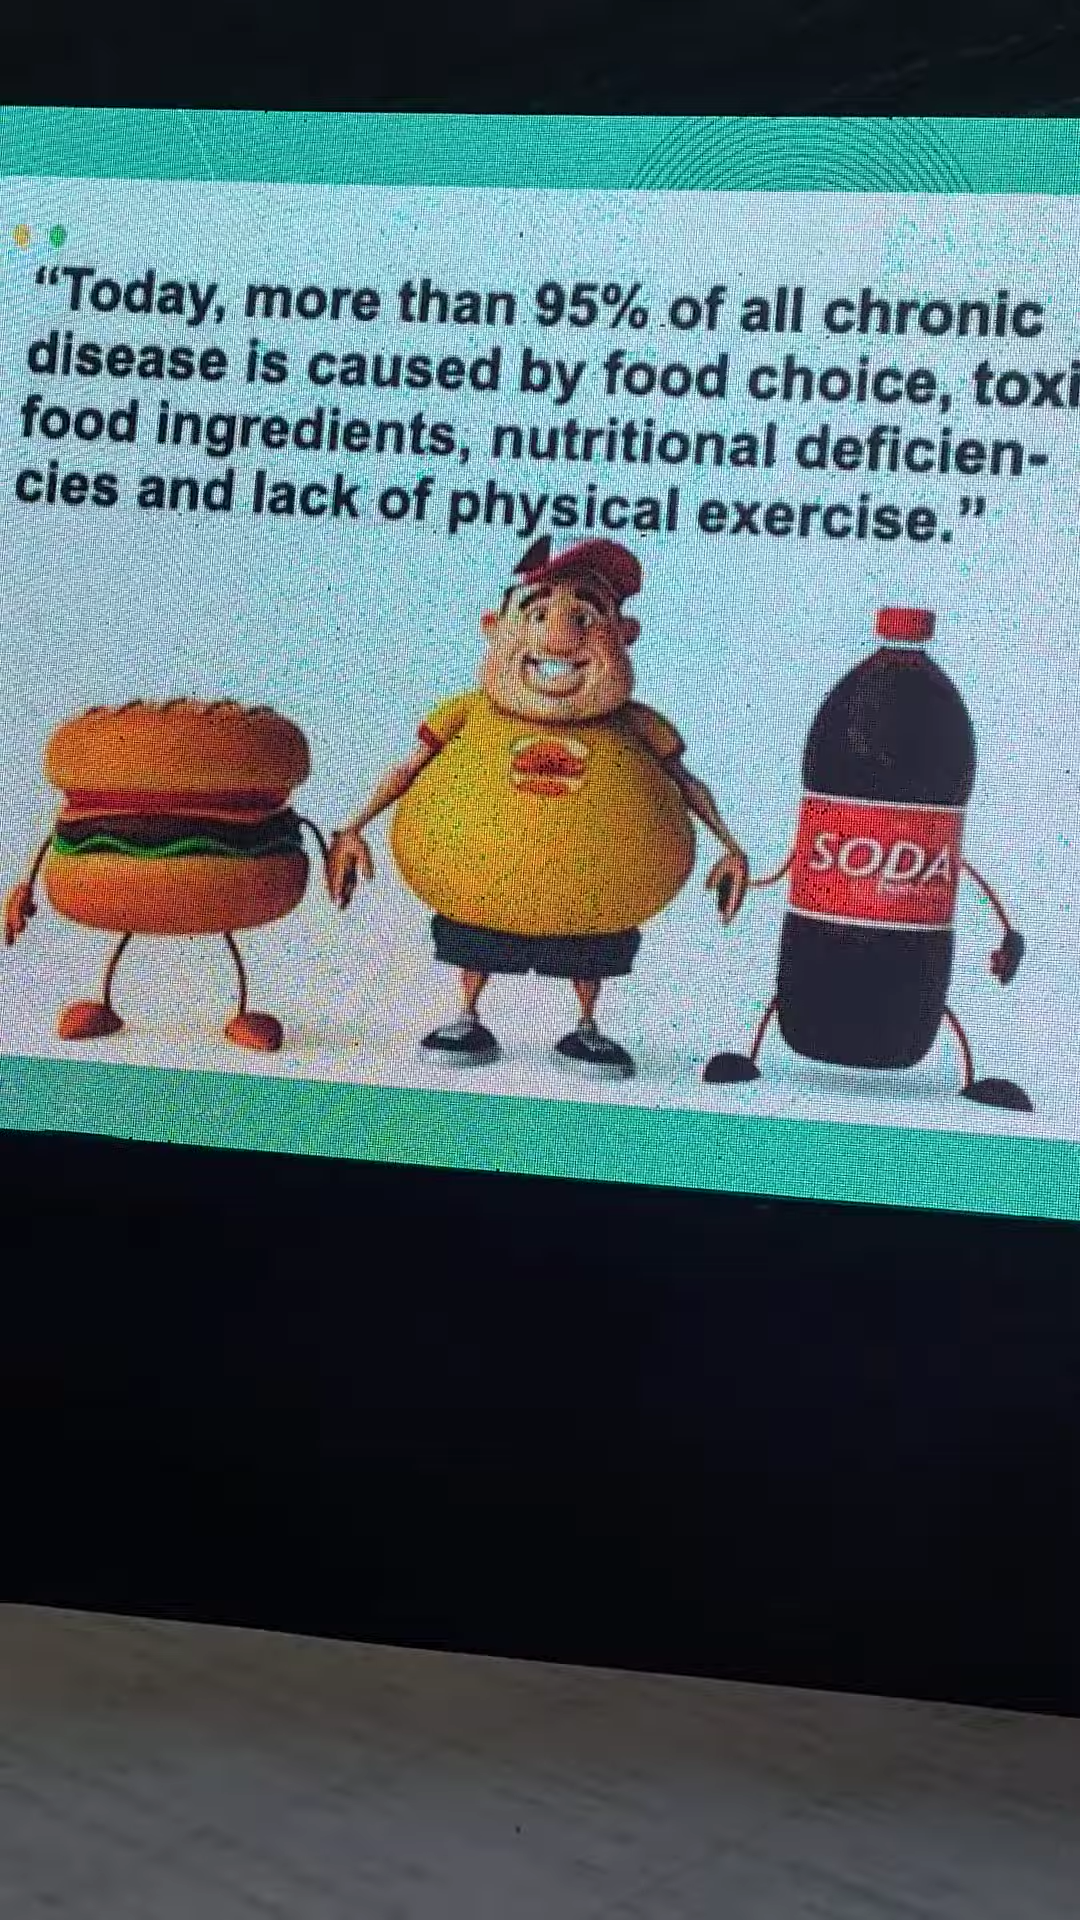 “Today, more than 95% of all chronic
disease is caused by food choice, toxi
food ingredients, nutritional deficien-
cies and lack of physical exercise.”
SODA